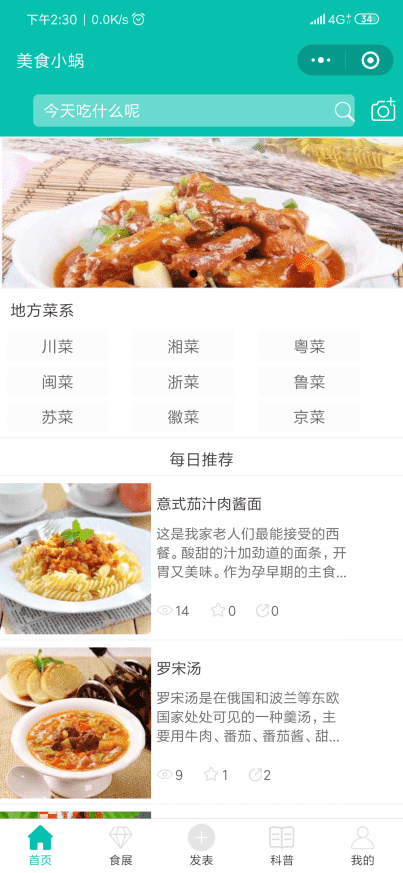 下午2:30 | 0.0K/s
4G+ 34
美食小蜗
今天吃什么呢
地方菜系
川菜 湘菜 粤菜
闽菜 浙菜 鲁菜
苏菜 徽菜 京菜
每日推荐
意式茄汁肉酱面
这是我家老人们最能接受的西
餐。酸甜的汁加劲道的面条，开
胃又美味。作为孕早期的主食...
14 0 0
罗宋汤
罗宋汤是在俄国和波兰等东欧
国家处处可见的一种羹汤，主
要用牛肉、番茄、番茄酱、甜...
9 1 2
首页 食展 发表 科普 我的